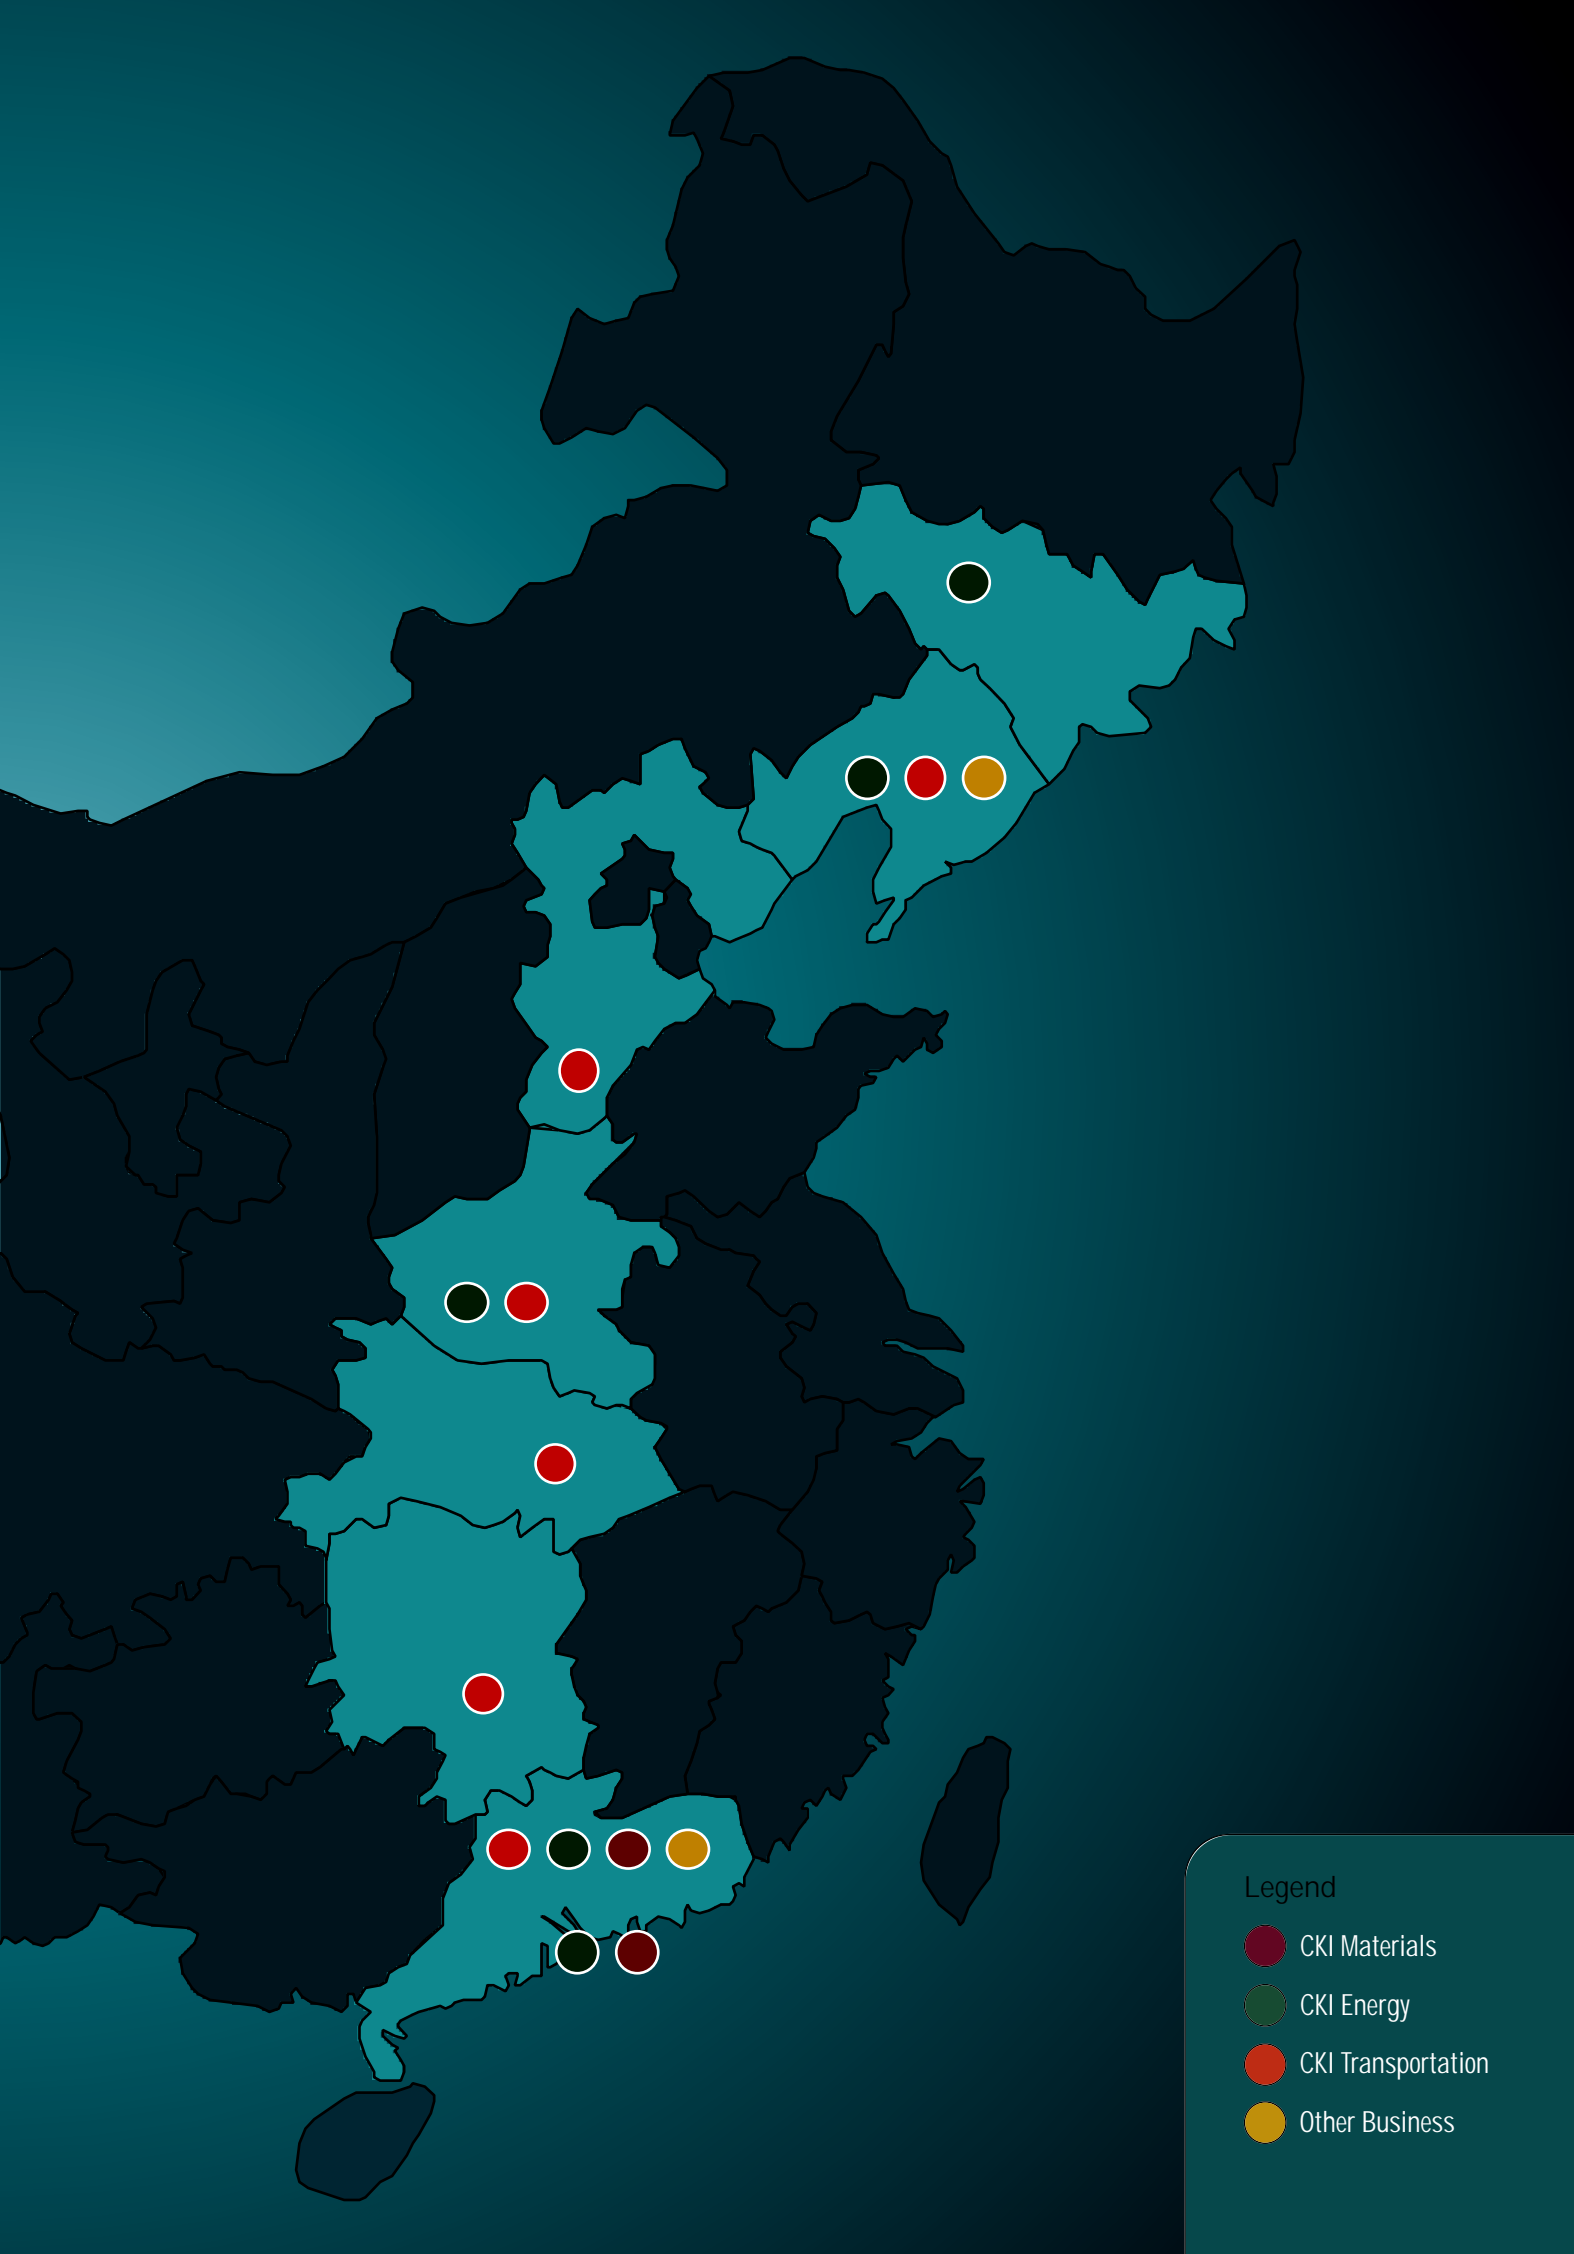 Legend
CKI Materials
CKI Energy
CKI Transportation
Other Business